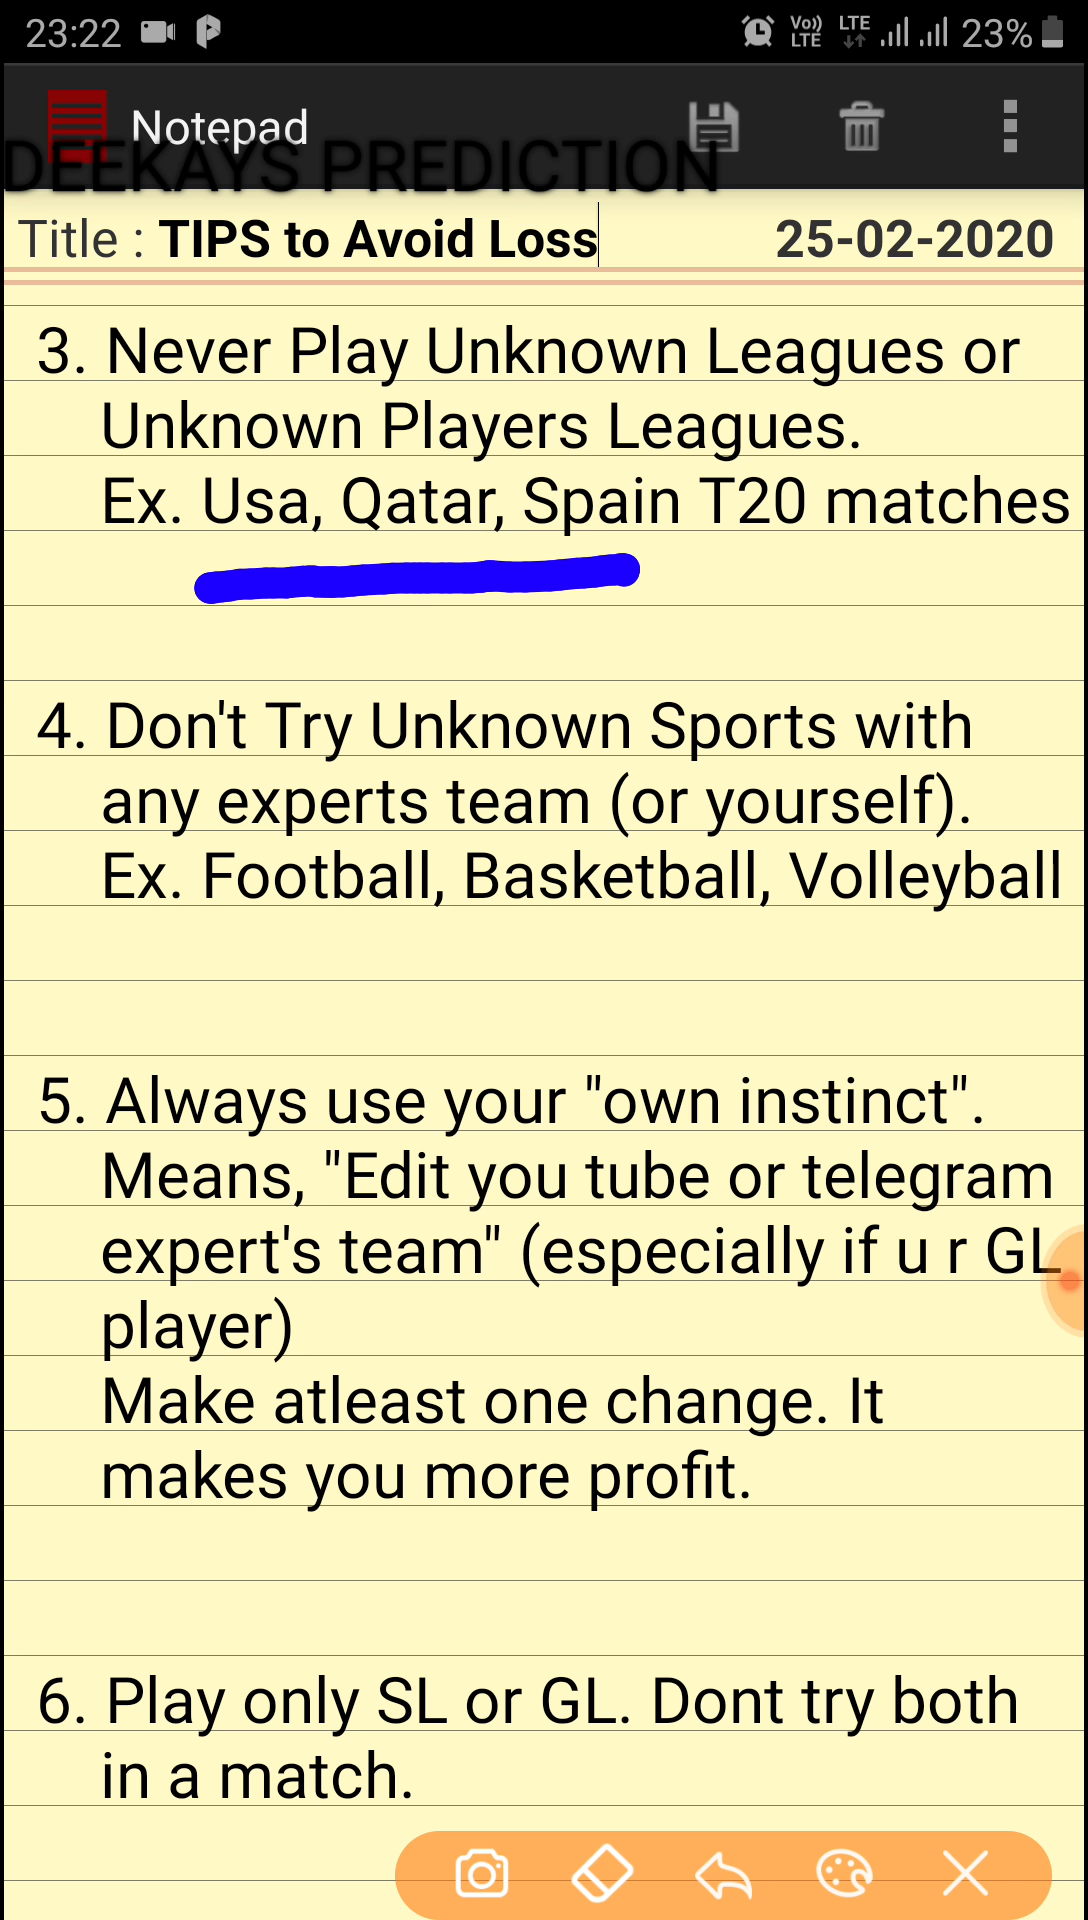 23:22 Vo)) LTE LTE 23%
Notepad
DEEKAYS PREDICTION
Title : TIPS to Avoid Loss 25-02-2020
3. Never Play Unknown Leagues or
Unknown Players Leagues.
Ex. Usa, Qatar, Spain T20 matches
4. Don't Try Unknown Sports with
any experts team (or yourself).
Ex. Football, Basketball, Volleyball
5. Always use your "own instinct".
Means, "Edit you tube or telegram
expert's team" (especially if u r GL
player)
Make atleast one change. It
makes you more profit.
6. Play only SL or GL. Dont try both
in a match.